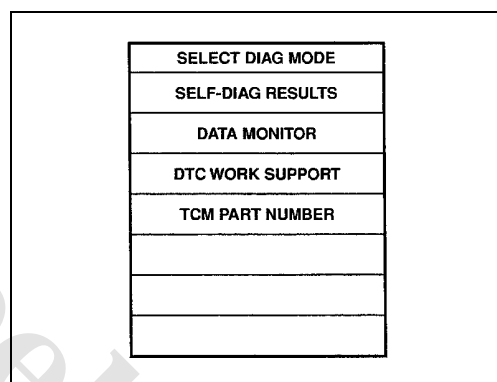 SELECT DIAG MODE
SELF-DIAG RESULTS
DATA MONITOR
DTC WORK SUPPORT
TCM PART NUMBER